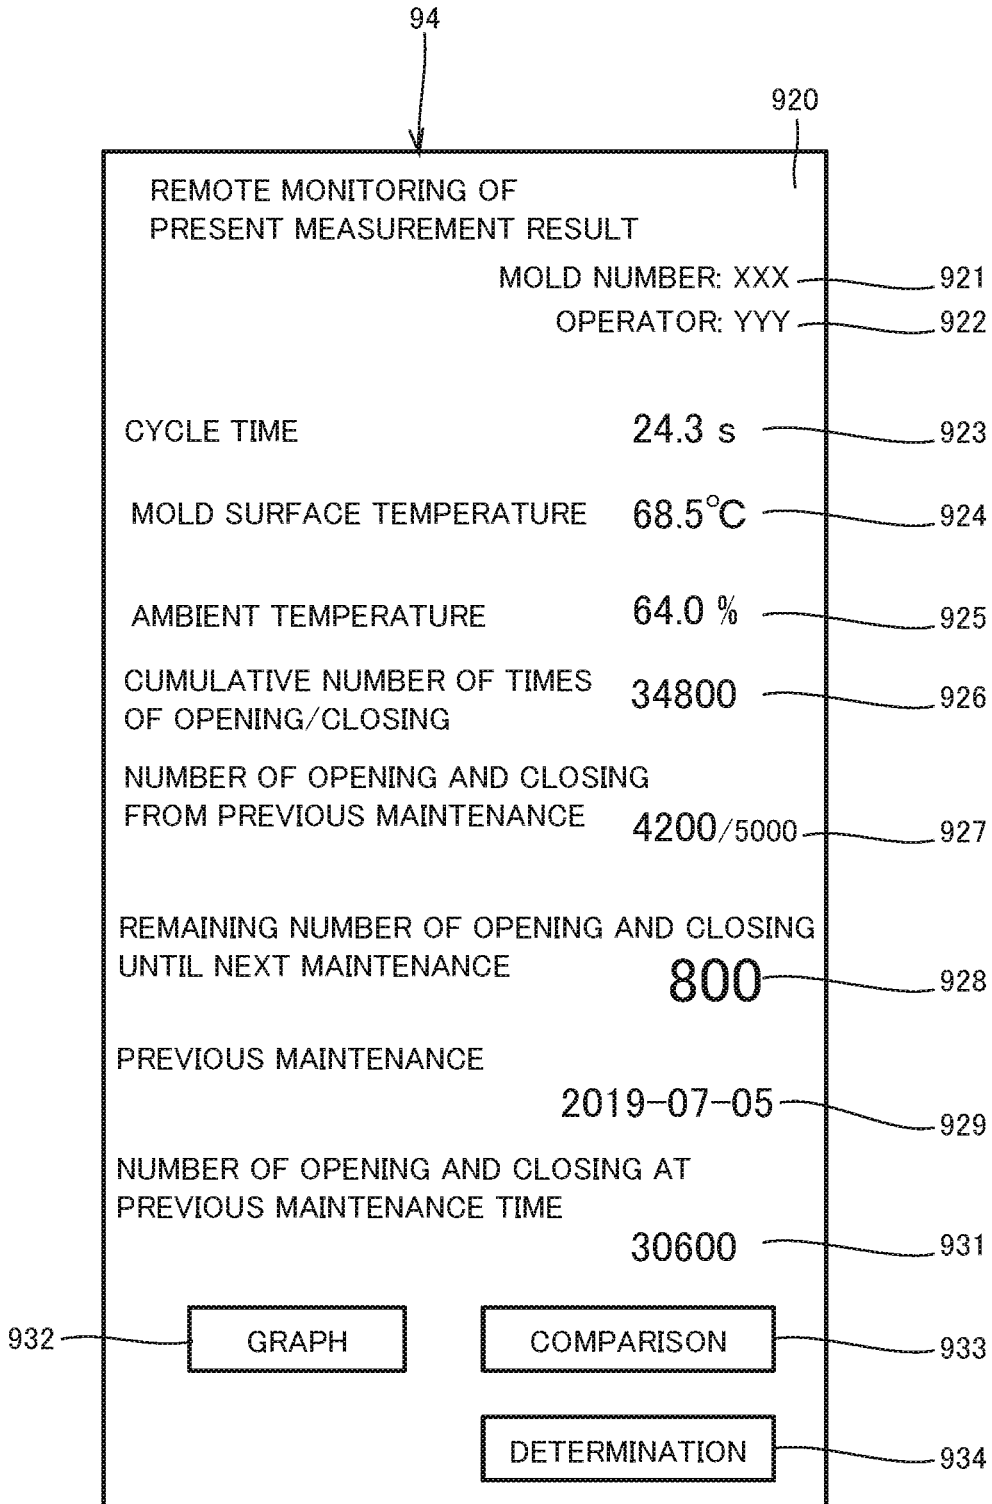 94
920
REMOTE MONITORING OF
PRESENT MEASUREMENT RESULT
MOLD NUMBER: XXX 921
OPERATOR: YYY 922
CYCLE TIME 24.3 s 923
MOLD SURFACE TEMPERATURE 68.5°C 924
AMBIENT TEMPERATURE 64.0 % 925
CUMULATIVE NUMBER OF TIMES
OF OPENING/CLOSING 34800 926
NUMBER OF OPENING AND CLOSING
FROM PREVIOUS MAINTENANCE 4200/5000 927
REMAINING NUMBER OF OPENING AND CLOSING
UNTIL NEXT MAINTENANCE 800 928
PREVIOUS MAINTENANCE
2019-07-05 929
NUMBER OF OPENING AND CLOSING AT
PREVIOUS MAINTENANCE TIME
30600 931
932 GRAPH COMPARISON 933
DETERMINATION 934